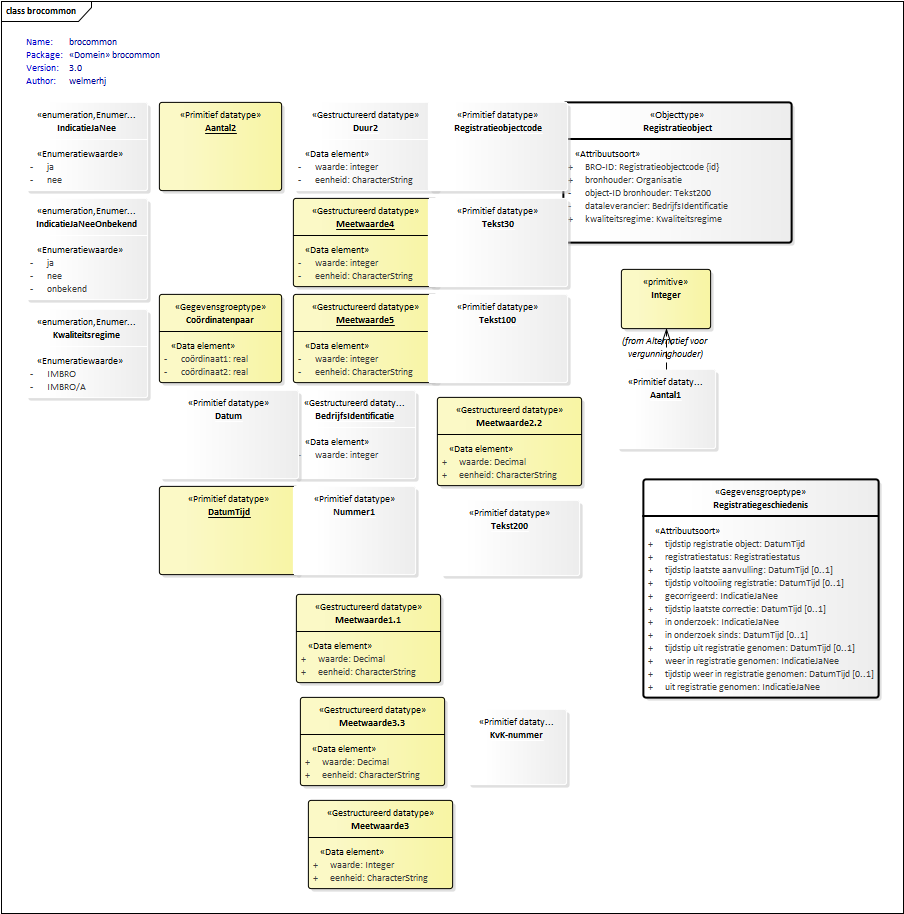 class brocommon
Name: brocommon
Package: «Domein» brocommon
Version: 3.0
Author: welmerhj
«enumeration,Enumer...
IndicatieJaNee
«Enumeratiewaarde»
- ja
- nee
«Primitief datatype»
Aantal2
«Gestructureerd datatype»
Duur2
«Data element»
- waarde: integer
- eenheid: CharacterString
«Primitief datatype»
Registratieobjectcode
«Objecttype»
Registratieobject
«Attribuutsoort»
+ BRO-ID: Registratieobjectcode {id}
+ bronhouder: Organisatie
- object-ID bronhouder: Tekst200
- dataleverancier: BedrijfsIdentificatie
+ kwaliteitsregime: Kwaliteitsregime
«enumeration,Enumer...
IndicatieJaNeeOnbekend
«Enumeratiewaarde»
- ja
- nee
- onbekend
«Gestructureerd datatype»
Meetwaarde4
«Data element»
- waarde: integer
- eenheid: CharacterString
«Primitief datatype»
Tekst30
«primitive»
Integer
(from Alternatief voor
vergunninghouder)
«enumeration,Enumer...
Kwaliteitsregime
«Enumeratiewaarde»
- IMBRO
- IMBRO/A
«Gegevensgroeptype»
Coördinatenpaar
«Data element»
- coördinaat1: real
- coördinaat2: real
«Gestructureerd datatype»
Meetwaarde5
«Data element»
- waarde: integer
- eenheid: CharacterString
«Primitief datatype»
Tekst100
«Primitief dataty...
Aantal1
«Primitief datatype»
Datum
«Gestructureerd dataty...
BedrijfsIdentificatie
«Data element»
- waarde: integer
«Gestructureerd datatype»
Meetwaarde2.2
«Data element»
+ waarde: Decimal
+ eenheid: CharacterString
«Primitief datatype»
DatumTijd
«Primitief datatype»
Nummer1
«Primitief datatype»
Tekst200
«Gegevensgroeptype»
Registratiegeschiedenis
«Attribuutsoort»
+ tijdstip registratie object: DatumTijd
+ registratiestatus: Registratiestatus
+ tijdstip laatste aanvulling: DatumTijd [0..1]
+ tijdstip voltooiing registratie: DatumTijd [0..1]
+ gecorrigeerd: IndicatieJaNee
+ tijdstip laatste correctie: DatumTijd [0..1]
+ in onderzoek: IndicatieJaNee
+ in onderzoek sinds: DatumTijd [0..1]
+ tijdstip uit registratie genomen: DatumTijd [0..1]
+ weer in registratie genomen: IndicatieJaNee
+ tijdstip weer in registratie genomen: DatumTijd [0..1]
+ uit registratie genomen: IndicatieJaNee
«Gestructureerd datatype»
Meetwaarde1.1
«Data element»
+ waarde: Decimal
+ eenheid: CharacterString
«Gestructureerd datatype»
Meetwaarde3.3
«Data element»
+ waarde: Decimal
+ eenheid: CharacterString
«Primitief dataty...
KvK-nummer
«Gestructureerd datatype»
Meetwaarde3
«Data element»
+ waarde: Integer
+ eenheid: CharacterString